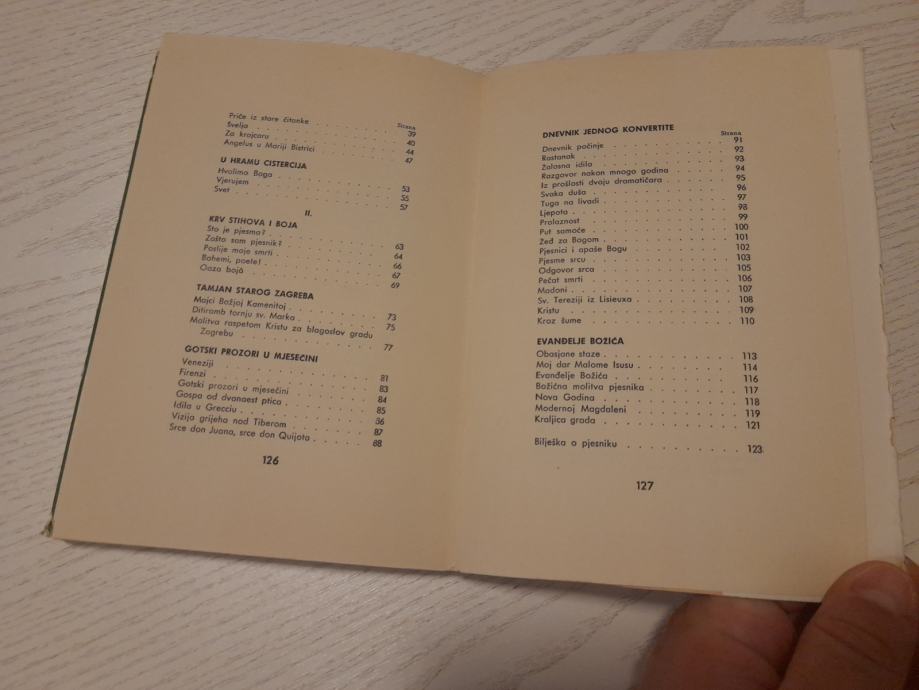 Strana
Priče iz stare čitanke . . . . . . . . . 39
Švelja . . . . . . . . . 40
Za krajcaru . . . . . . . . . 44
Angelus u Mariji Bistrici . . . . . . . . . 47
U HRAMU CISTERCIJA
Hvalimo Boga . . . . . . . . . 53
Vjerujem . . . . . . . . . 55
Svet . . . . . . . . . 57
II.
KRV STIHOVA I BOJA
Što je pjesma? . . . . . . . . . 63
Zašto sam pjesnik? . . . . . . . . . 64
Poslije moje smrti . . . . . . . . . 66
Bohemi, poete! . . . . . . . . . 67
Oaza bojâ . . . . . . . . . 69
TAMJAN STAROG ZAGREBA
Majci Božjoj Kamenitoj . . . . . . . . . 73
Ditiramb tornju sv. Marka . . . . . . . . . 75
Molitva raspetom Kristu za blagoslov gradu
Zagrebu . . . . . . . . . 77
GOTSKI PROZORI U MJESEČINI
Veneziji . . . . . . . . . 81
Firenzi . . . . . . . . . 83
Gotski prozori u mjesečini . . . . . . . . . 84
Gospa od dvanaest ptica . . . . . . . . . 85
Idila u Grecciu . . . . . . . . . 86
Vizija grijeha nad Tiberom . . . . . . . . . 87
Srce don Juana, srce don Quijota . . . . . . . . . 88
126
DNEVNIK JEDNOG KONVERTITE
Strana
Dnevnik počinje . . . . . . . . . 91
Rastanak . . . . . . . . . 92
Žalosna idila . . . . . . . . . 93
Razgovor nakon mnogo godina . . . . . . . . . 94
Iz prošlosti dvaju dramatičara . . . . . . . . . 95
Svaka duša . . . . . . . . . 96
Tuga na livadi . . . . . . . . . 97
Ljepota . . . . . . . . . 98
Prolaznost . . . . . . . . . 99
Put samoće . . . . . . . . . 100
Žeđ za Bogom . . . . . . . . . 101
Pjesnici i apaše Bogu . . . . . . . . . 102
Pjesme srcu . . . . . . . . . 103
Odgovor srca . . . . . . . . . 105
Pečat smrti . . . . . . . . . 106
Madoni . . . . . . . . . 107
Sv. Tereziji iz Lisieuxa . . . . . . . . . 108
Kristu . . . . . . . . . 109
Kroz šume . . . . . . . . . 110
EVANĐELJE BOŽIĆA
Obasjane staze . . . . . . . . . 113
Moj dar Malome Isusu . . . . . . . . . 114
Evanđelje Božića . . . . . . . . . 116
Božićna molitva pjesnika . . . . . . . . . 117
Nova Godina . . . . . . . . . 118
Modernoj Magdaleni . . . . . . . . . 119
Kraljica grada . . . . . . . . . 121
Bilješka o pjesniku . . . . . . . . . 123
127